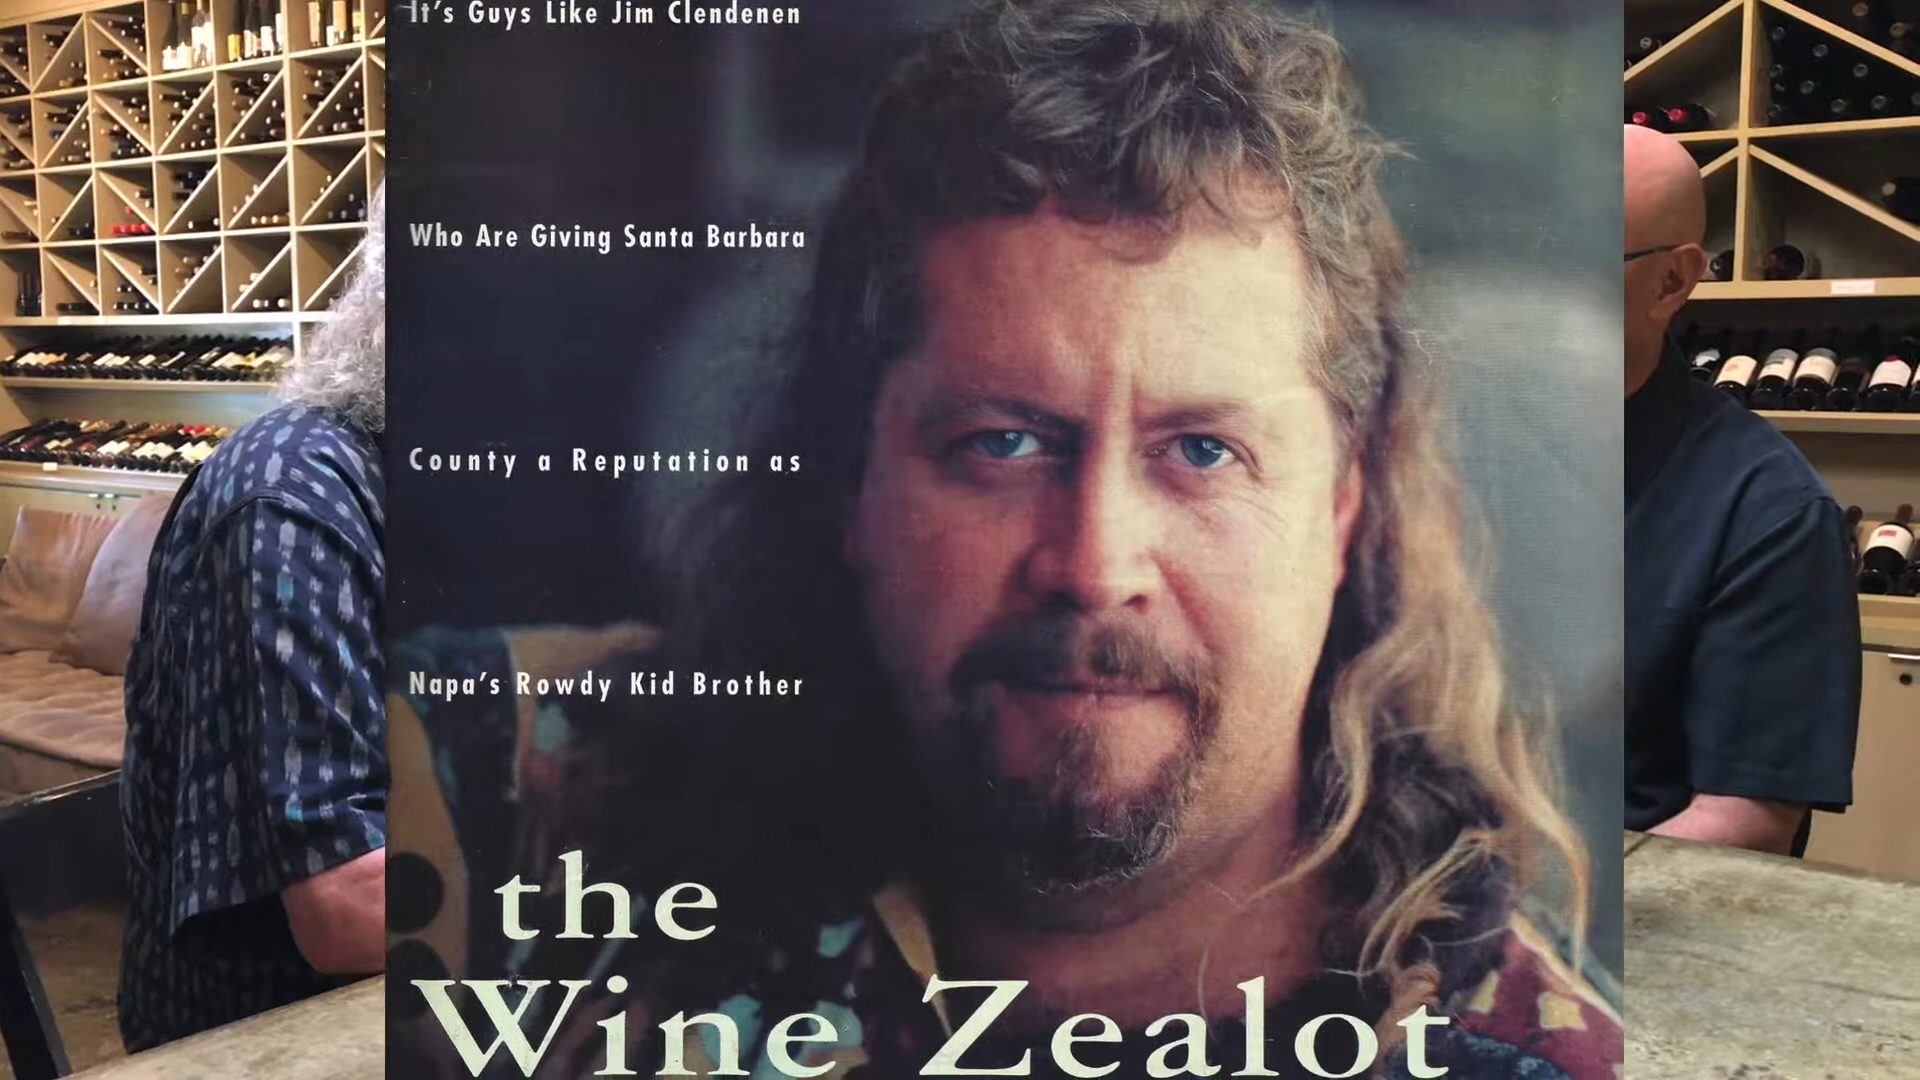 It's Guys Like Jim Clendenen
Who Are Giving Santa Barbara
County a Reputation as
Napa's Rowdy Kid Brother
the
Wine Zealot